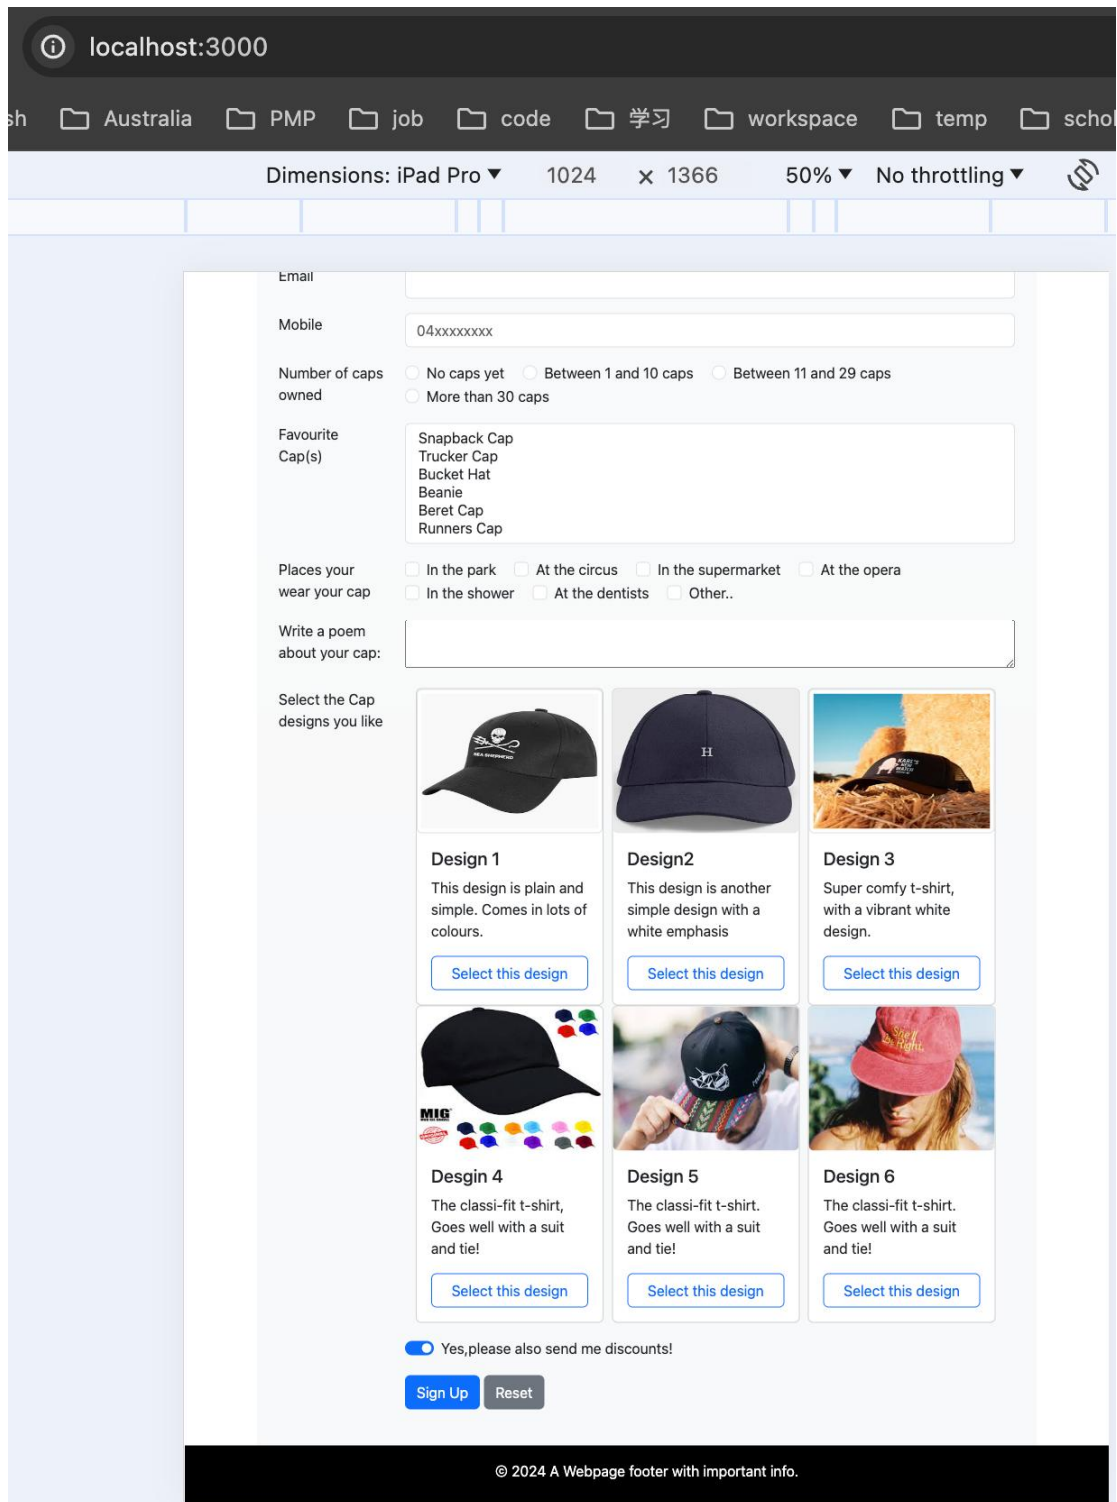 localhost:3000
sh Australia PMP job code 学习 workspace temp schol
Dimensions: iPad Pro ▼ 1024 × 1366 50% ▼ No throttling ▼
Email
Mobile
04xxxxxxxx
Number of caps owned
No caps yet Between 1 and 10 caps Between 11 and 29 caps
More than 30 caps
Favourite
Cap(s)
Snapback Cap
Trucker Cap
Bucket Hat
Beanie
Beret Cap
Runners Cap
Places your
wear your cap
In the park At the circus In the supermarket At the opera
In the shower At the dentists Other..
Write a poem
about your cap:
Select the Cap
designs you like
SEA SHEPHERD
H
Design 1
This design is plain and
simple. Comes in lots of
colours.
Select this design
Design2
This design is another
simple design with a
white emphasis
Select this design
Design 3
Super comfy t-shirt,
with a vibrant white
design.
Select this design
MIG
She'll
Be Right.
Desgin 4
The classi-fit t-shirt,
Goes well with a suit
and tie!
Select this design
Design 5
The classi-fit t-shirt.
Goes well with a suit
and tie!
Select this design
Design 6
The classi-fit t-shirt.
Goes well with a suit
and tie!
Select this design
Yes,please also send me discounts!
Sign Up Reset
© 2024 A Webpage footer with important info.